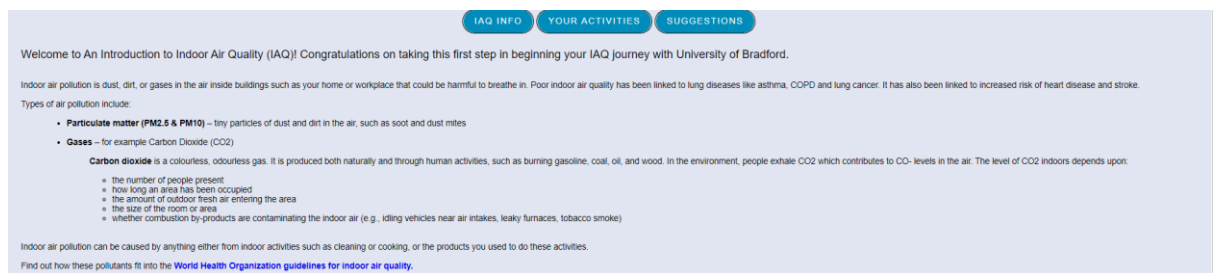 IAQ INFO YOUR ACTIVITIES SUGGESTIONS
Welcome to An Introduction to Indoor Air Quality (IAQ)! Congratulations on taking this first step in beginning your IAQ journey with University of Bradford.
Indoor air pollution is dust, dirt, or gases in the air inside buildings such as your home or workplace that could be harmful to breathe in. Poor indoor air quality has been linked to lung diseases like asthma, COPD and lung cancer. It has also been linked to increased risk of heart disease and stroke.
Types of air pollution include:
• Particulate matter (PM2.5 & PM10) – tiny particles of dust and dirt in the air, such as soot and dust mites
• Gases – for example Carbon Dioxide (CO2)
Carbon dioxide is a colourless, odourless gas. It is produced both naturally and through human activities, such as burning gasoline, coal, oil, and wood. In the environment, people exhale CO2 which contributes to CO- levels in the air. The level of CO2 indoors depends upon:
∘ the number of people present
∘ how long an area has been occupied
∘ the amount of outdoor fresh air entering the area
∘ the size of the room or area
∘ whether combustion by-products are contaminating the indoor air (e.g., idling vehicles near air intakes, leaky furnaces, tobacco smoke)
Indoor air pollution can be caused by anything either from indoor activities such as cleaning or cooking, or the products you used to do these activities.
Find out how these pollutants fit into the World Health Organization guidelines for indoor air quality.